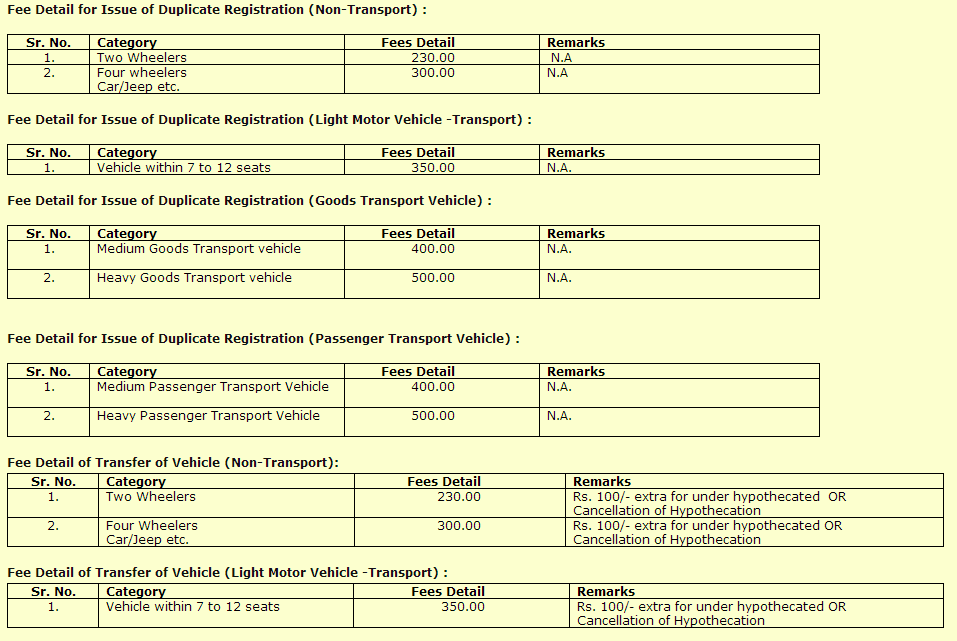 Fee Detail for Issue of Duplicate Registration (Non-Transport) :
Sr. No. Category Fees Detail Remarks
1. Two Wheelers 230.00 N.A
2. Four wheelers 300.00 N.A
Car/Jeep etc.
Fee Detail for Issue of Duplicate Registration (Light Motor Vehicle -Transport) :
Sr. No. Category Fees Detail Remarks
1. Vehicle within 7 to 12 seats 350.00 N.A.
Fee Detail for Issue of Duplicate Registration (Goods Transport Vehicle) :
Sr. No. Category Fees Detail Remarks
1. Medium Goods Transport vehicle 400.00 N.A.
2. Heavy Goods Transport vehicle 500.00 N.A.
Fee Detail for Issue of Duplicate Registration (Passenger Transport Vehicle) :
Sr. No. Category Fees Detail Remarks
1. Medium Passenger Transport Vehicle 400.00 N.A.
2. Heavy Passenger Transport Vehicle 500.00 N.A.
Fee Detail of Transfer of Vehicle (Non-Transport):
Sr. No. Category Fees Detail Remarks
1. Two Wheelers 230.00 Rs. 100/- extra for under hypothecated OR
Cancellation of Hypothecation
2. Four Wheelers 300.00 Rs. 100/- extra for under hypothecated OR
Car/Jeep etc. Cancellation of Hypothecation
Fee Detail of Transfer of Vehicle (Light Motor Vehicle -Transport) :
Sr. No. Category Fees Detail Remarks
1. Vehicle within 7 to 12 seats 350.00 Rs. 100/- extra for under hypothecated OR
Cancellation of Hypothecation